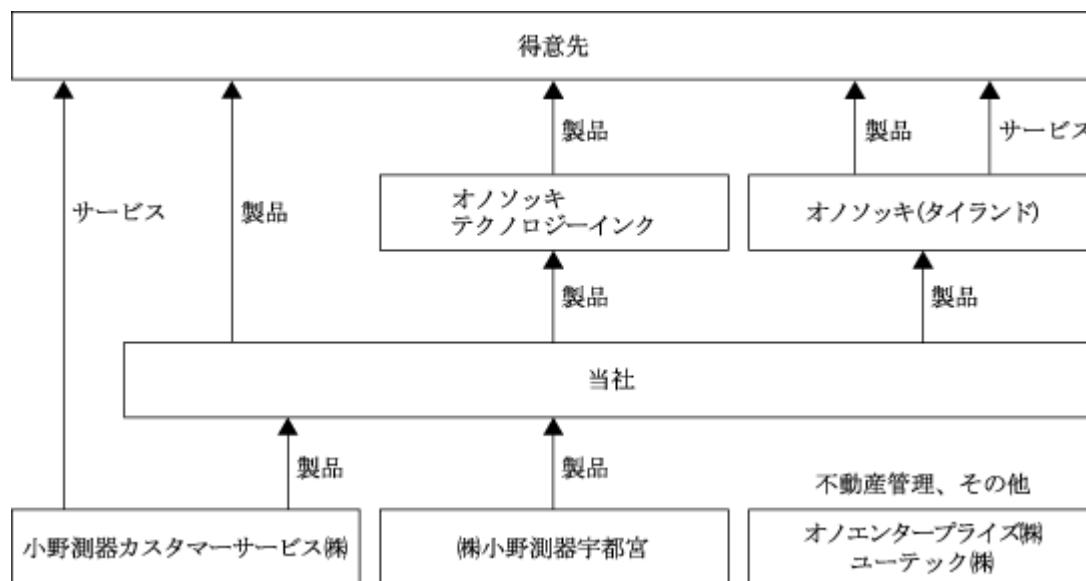 得意先
製品
製品
サービス
サービス
製品
オノソッキ
テクノロジーインク
オノソッキ(タイランド)
製品
製品
当社
製品
製品
不動産管理、その他
小野測器カスタマーサービス㈱
㈱小野測器宇都宮
オノエンタープライズ㈱
ユーテック㈱